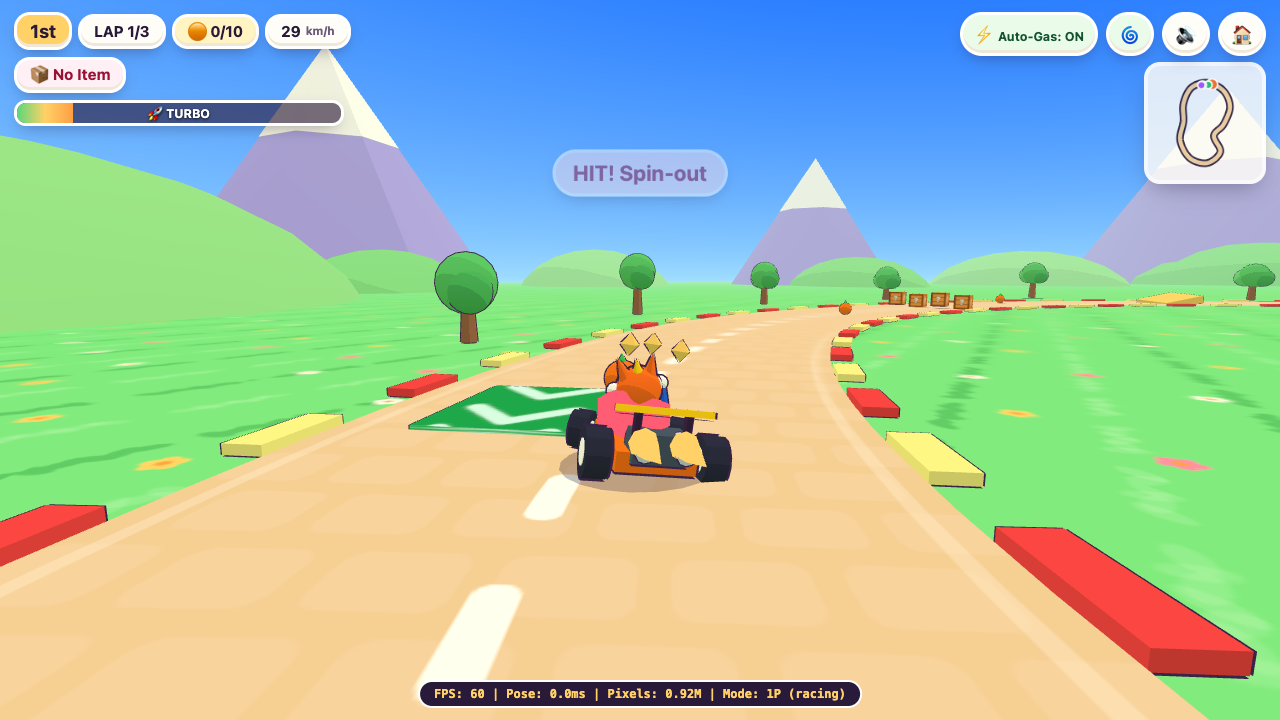 1st
LAP 1/3
0/10
29 km/h
Auto-Gas: ON
No Item
TURBO
HIT! Spin-out
FPS: 60 | Pose: 0.0ms | Pixels: 0.92M | Mode: 1P (racing)